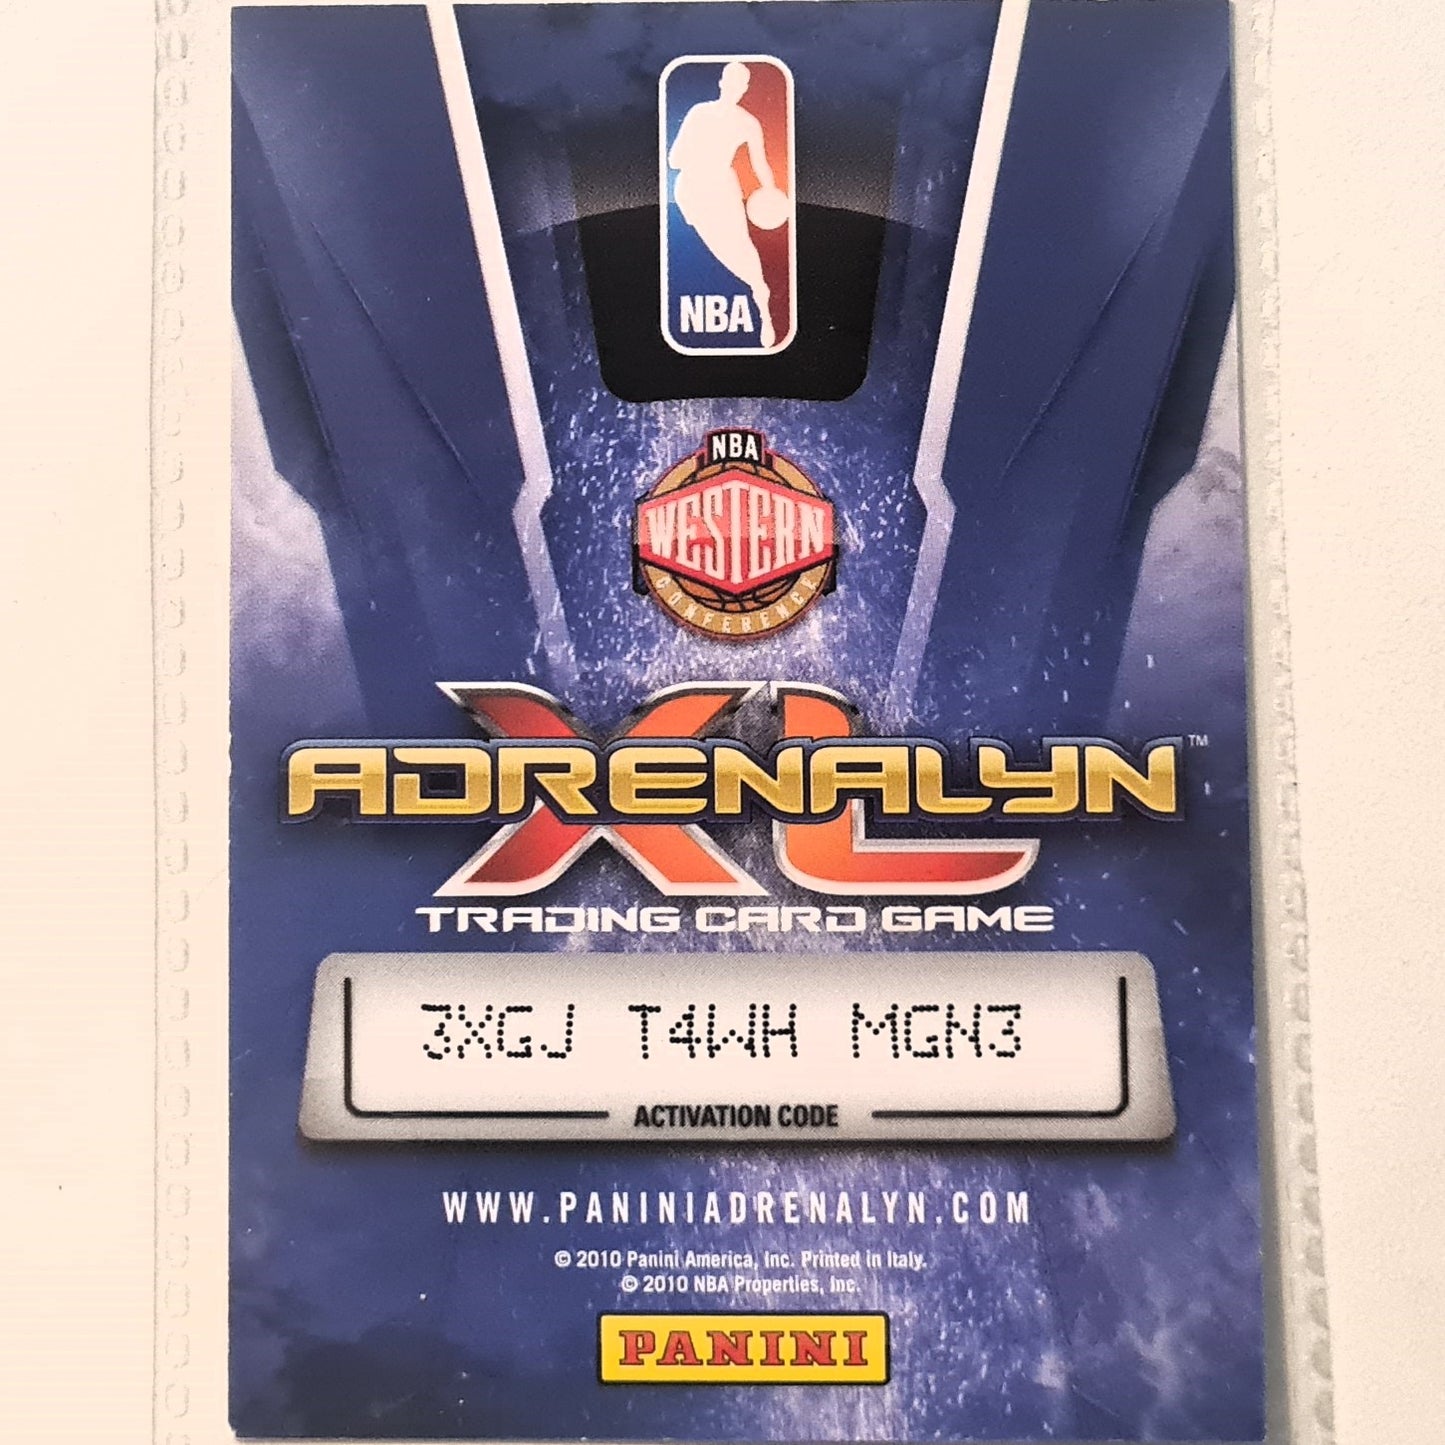 NBA
NBA
WESTERN
CONFERENCE
XL
ADRENALYN™
TRADING CARD GAME
3XGJ T4WH MGN3
ACTIVATION CODE
WWW.PANINIADRENALYN.COM
© 2010 Panini America, Inc. Printed in Italy.
© 2010 NBA Properties, Inc.
PANINI